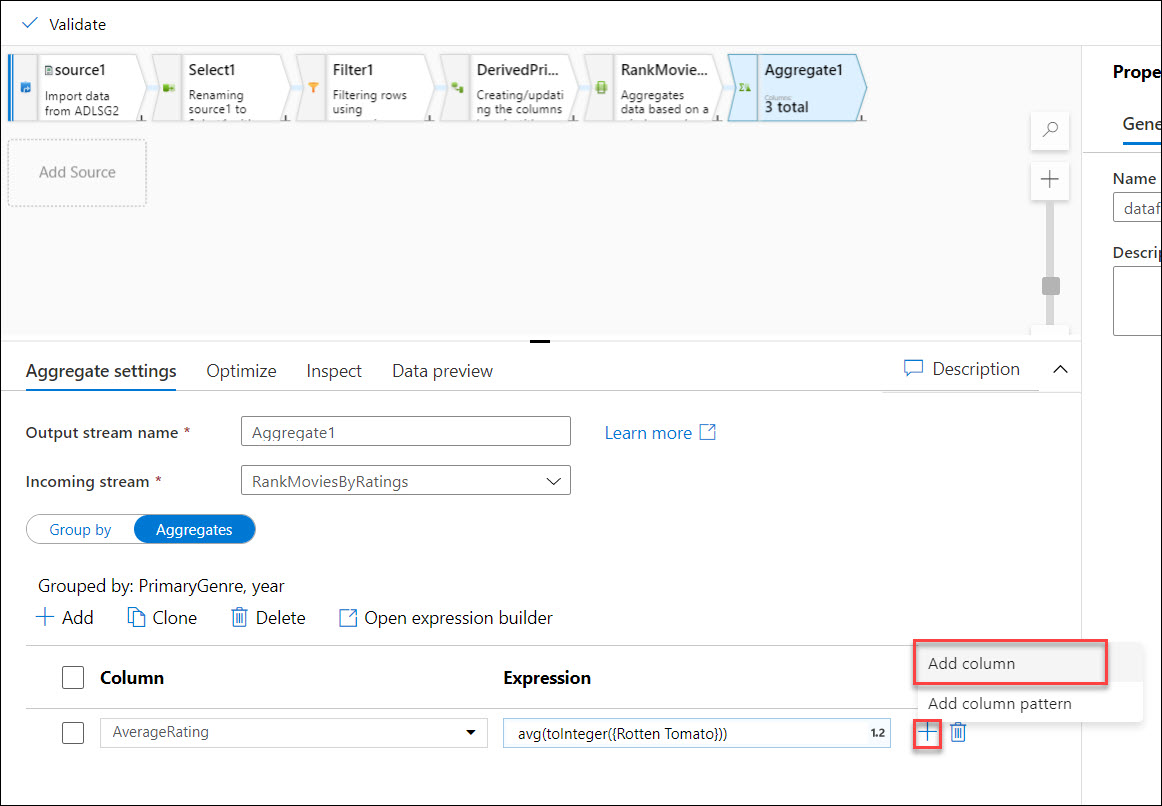 Validate
source1
Import data
from ADLSG2
Select1
Renaming
source1 to
Filter1
Filtering rows
using
DerivedPri...
Creating/updati
ng the columns
RankMovie...
Aggregates
data based on a
Aggregate1
Columns:
3 total
Add Source
Prope
Gene
Name
dataf
Descrip
Aggregate settings
Optimize
Inspect
Data preview
Description
Output stream name *
Aggregate1
Learn more
Incoming stream *
RankMoviesByRatings
Group by
Aggregates
Grouped by: PrimaryGenre, year
Add
Clone
Delete
Open expression builder
Column
Expression
Add column
Add column pattern
AverageRating
avg(toInteger({Rotten Tomato}))
1.2